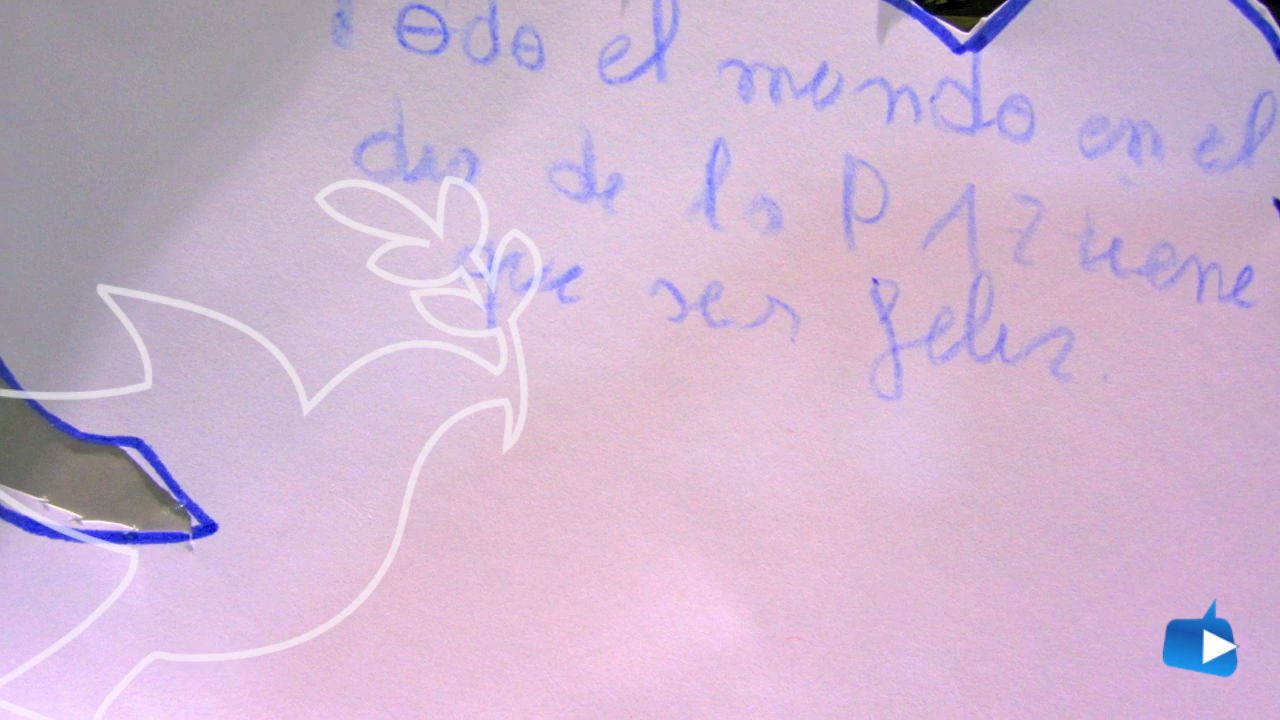 Todo el mundo en el
dia de la PAZ tiene
que ser feliz.